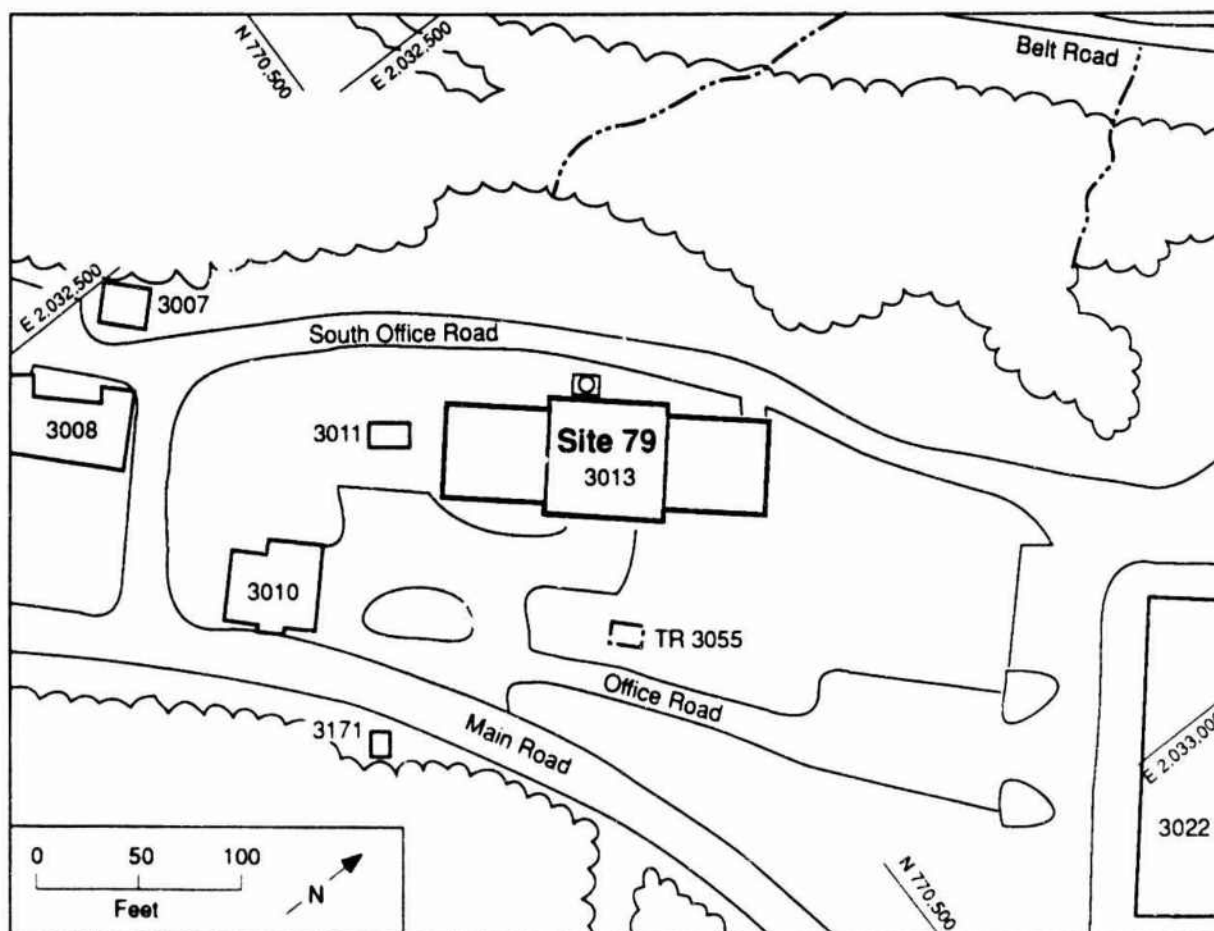 N 770,500
E 2,032,500
Belt Road
E 2,032,500
3007
South Office Road
3008
3011
Site 79
3013
3010
TR 3055
Office Road
3171
Main Road
E 2,033,000
3022
N 770,500
0 50 100
Feet
N